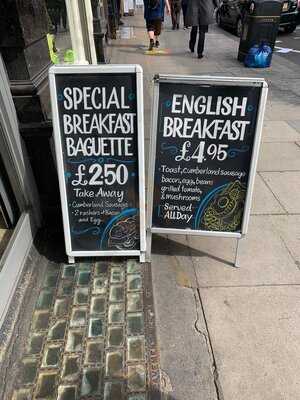 SPECIAL
BREAKFAST
BAGUETTE
£2.50
Take Away
-Cumberland Sausage
-2 rashers of Bacon
and Egg.
ENGLISH
BREAKFAST
£4.95
-Toast, cumberland sausage
bacon, egg, beans
grilled tomato,
& mushrooms
-Served
All Day